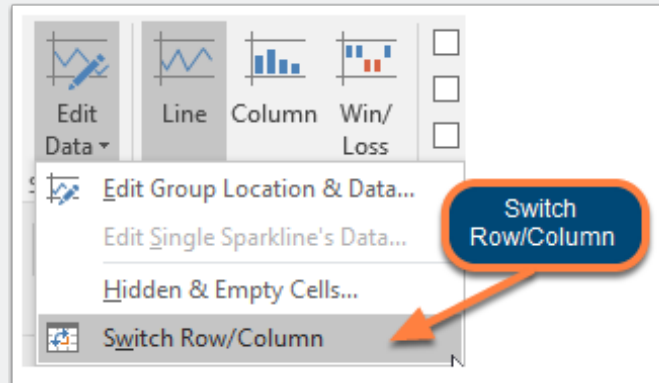 Edit
Data
Line
Column
Win/
Loss
Edit Group Location & Data...
Edit Single Sparkline's Data...
Hidden & Empty Cells...
Switch Row/Column
Switch
Row/Column